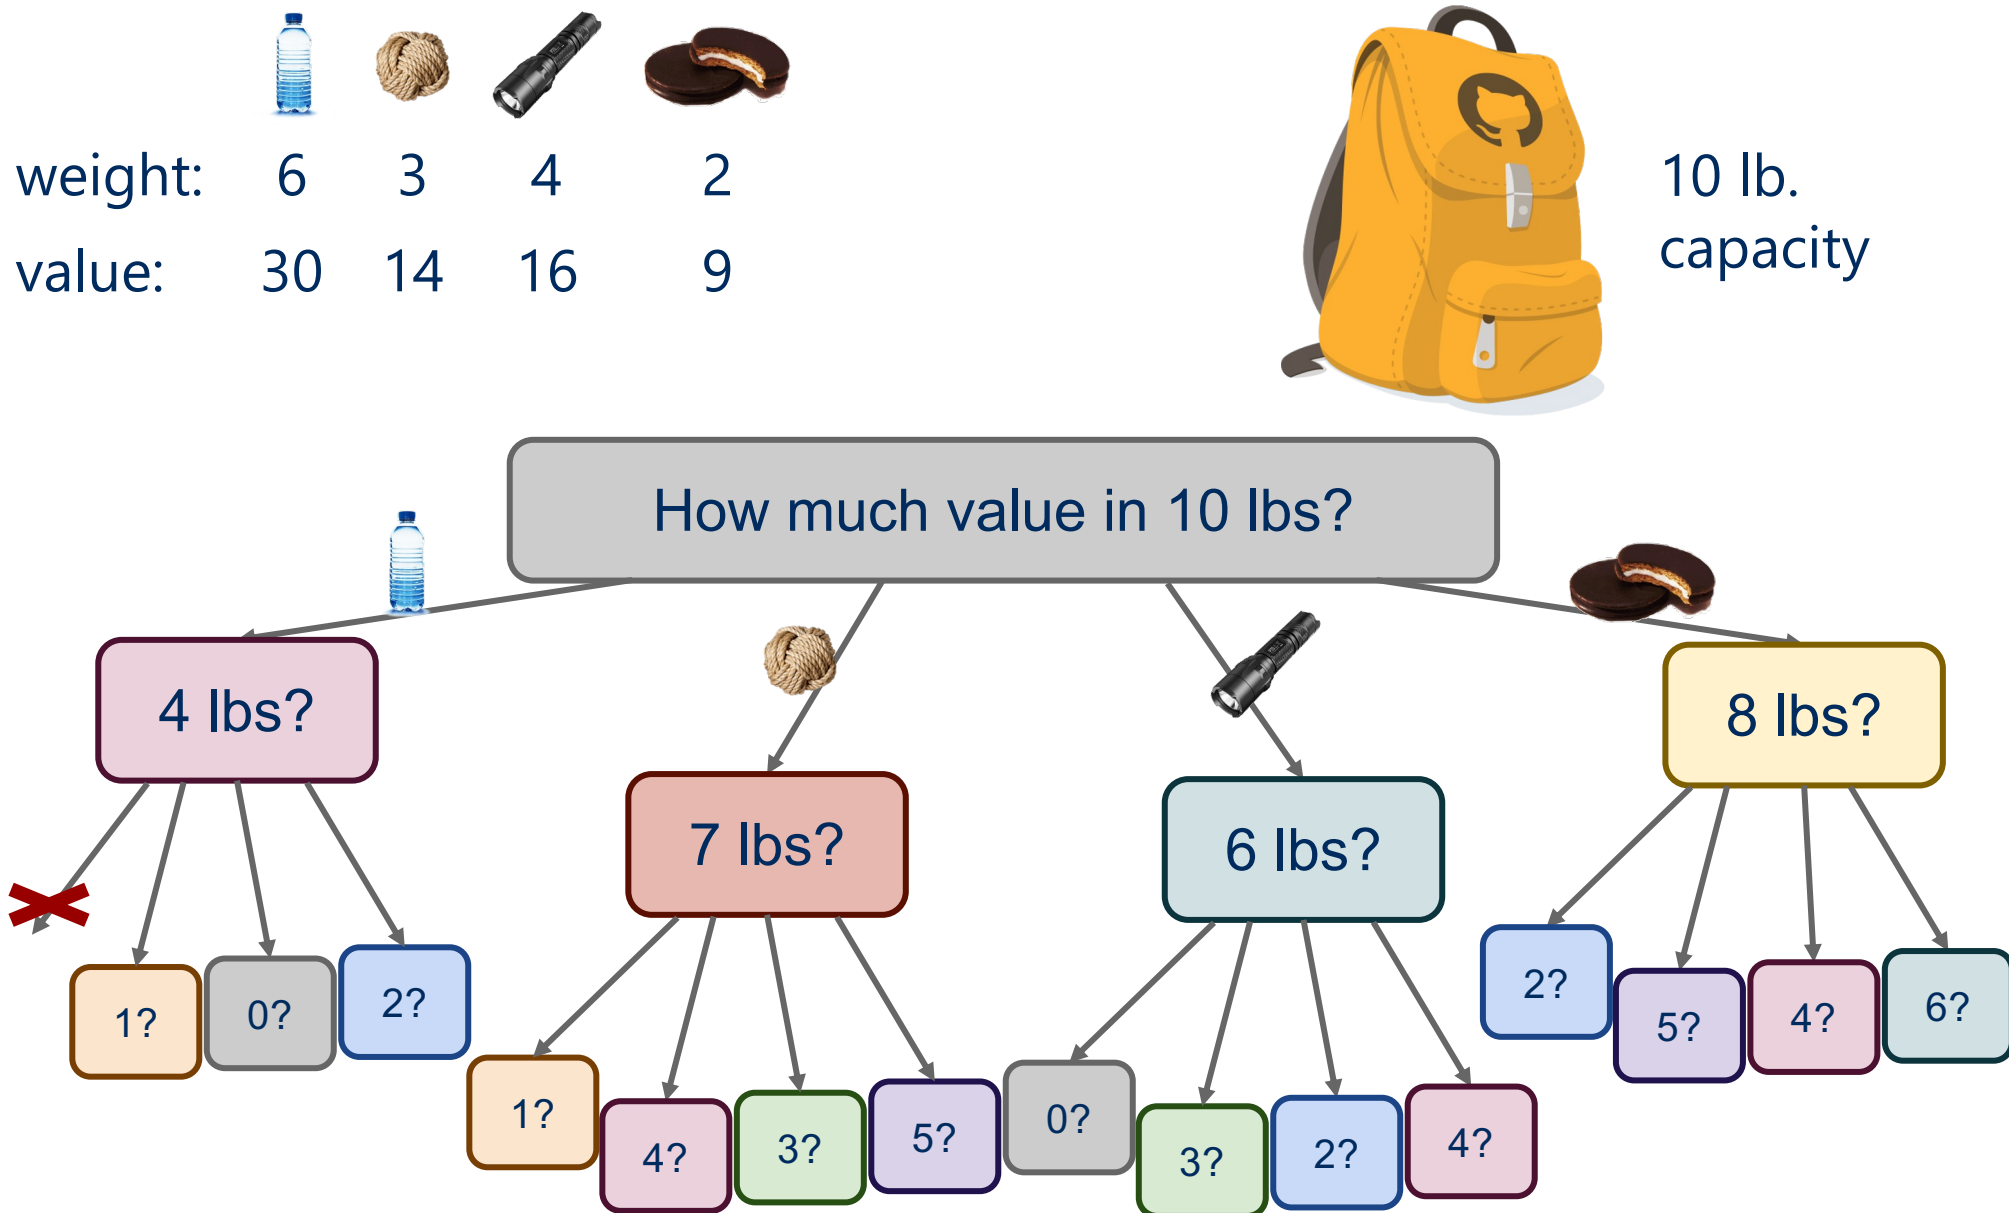 weight: 6 3 4 2
value: 30 14 16 9
10 lb.
capacity
How much value in 10 lbs?
4 lbs?
7 lbs?
6 lbs?
8 lbs?
1?
0?
2?
1?
4?
3?
5?
0?
3?
2?
4?
2?
5?
4?
6?